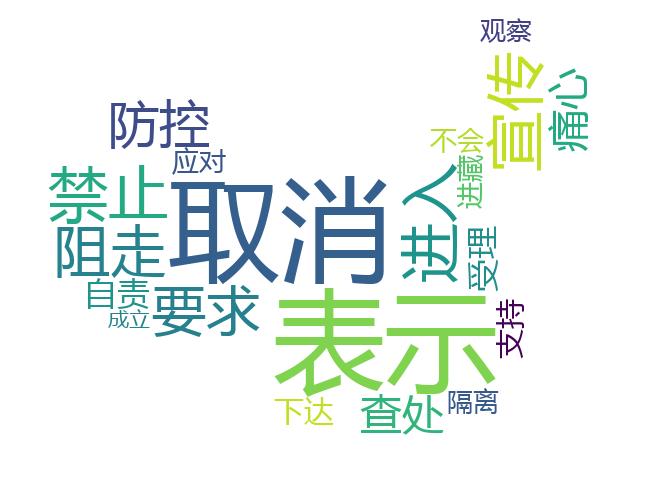 观察
宣传
痛心
防控
不会
应对
进藏
禁止
取消
进入
阻走
受理
自责
要求
成立
表示
支持
下达
查处
隔离